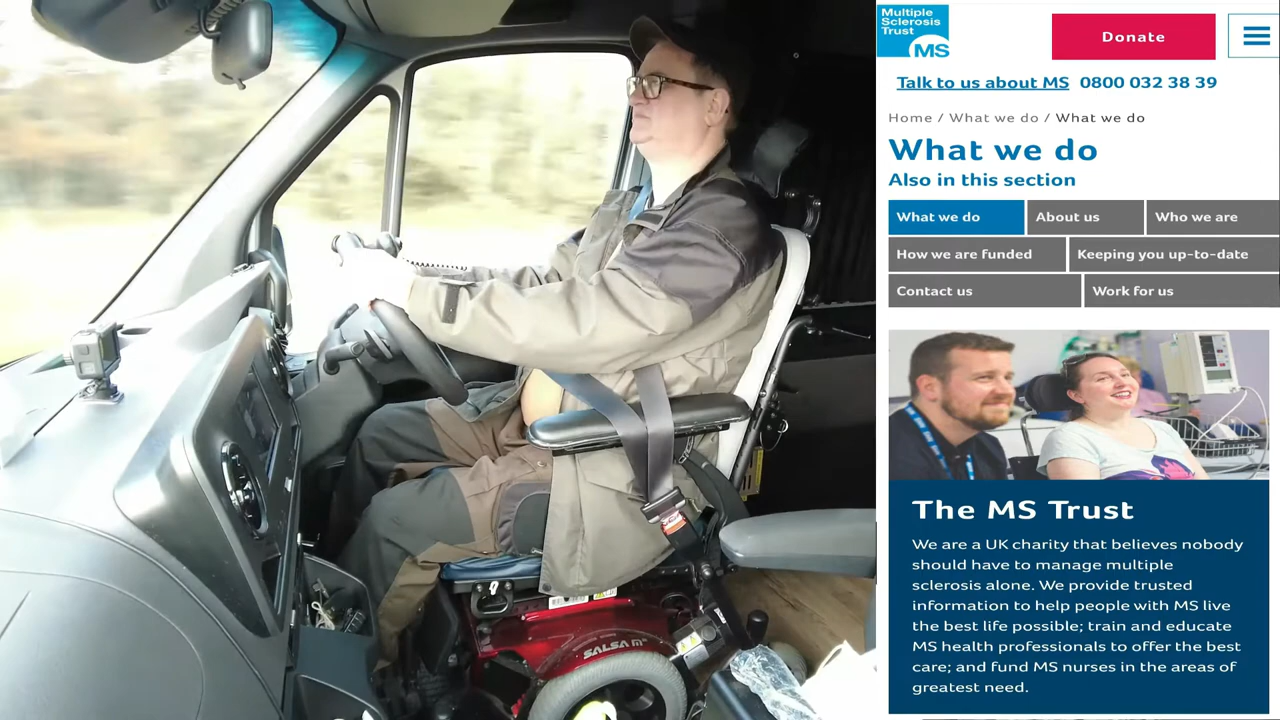 SALSA M²
Multiple
Sclerosis
Trust
MS
Donate
Talk to us about MS 0800 032 38 39
Home / What we do / What we do
What we do
Also in this section
What we do
About us
Who we are
How we are funded
Keeping you up-to-date
Contact us
Work for us
The MS Trust
We are a UK charity that believes nobody
should have to manage multiple
sclerosis alone. We provide trusted
information to help people with MS live
the best life possible; train and educate
MS health professionals to offer the best
care; and fund MS nurses in the areas of
greatest need.